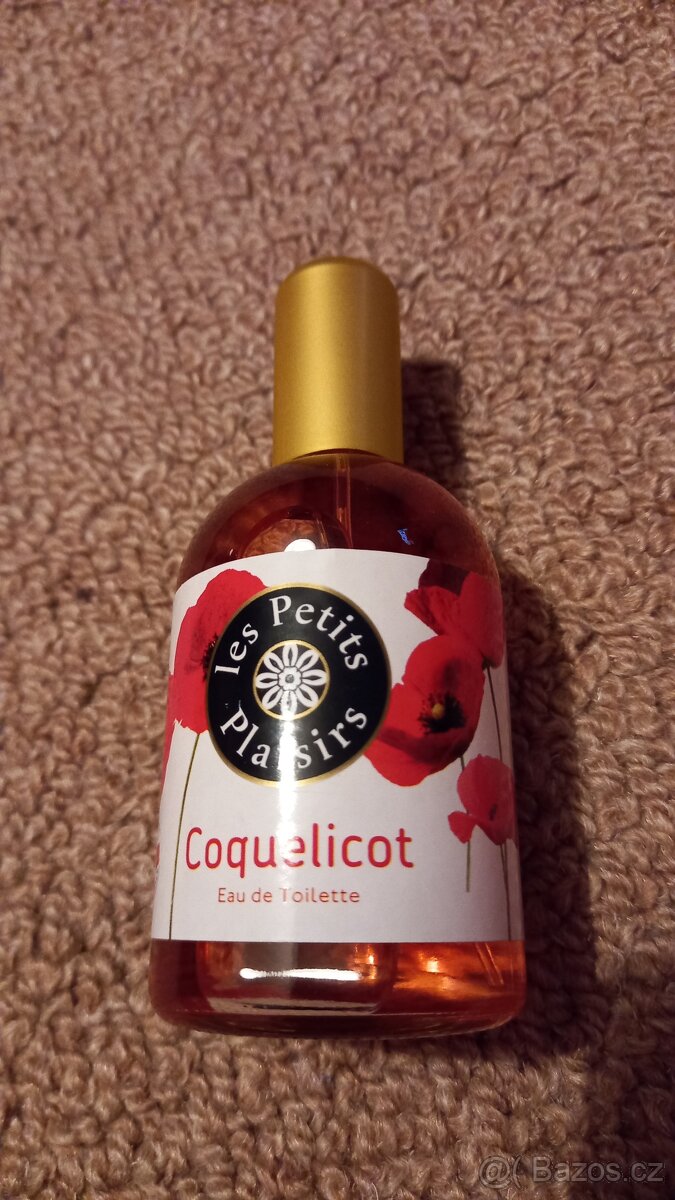 les Petits
Plaisirs
Coquelicot
Eau de Toilette
@ Bazos.cz